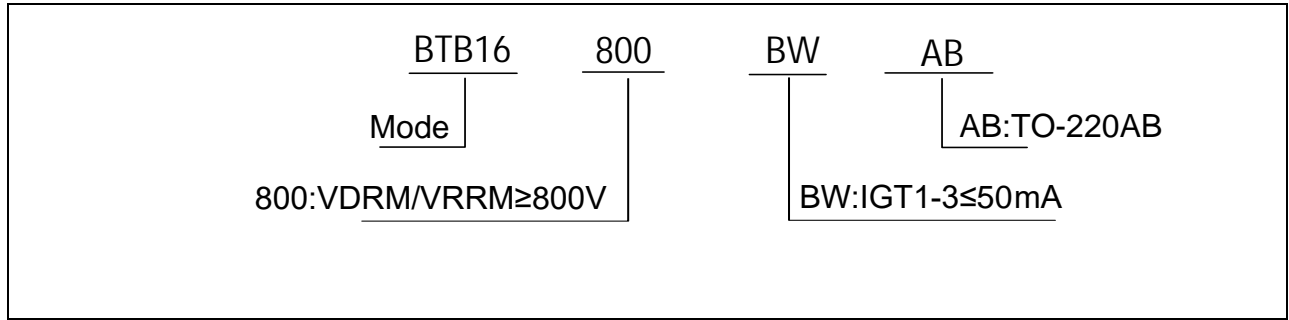 BTB16 800 BW AB
Mode AB:TO-220AB
800:VDRM/VRRM≥800V BW:IGT1-3≤50mA